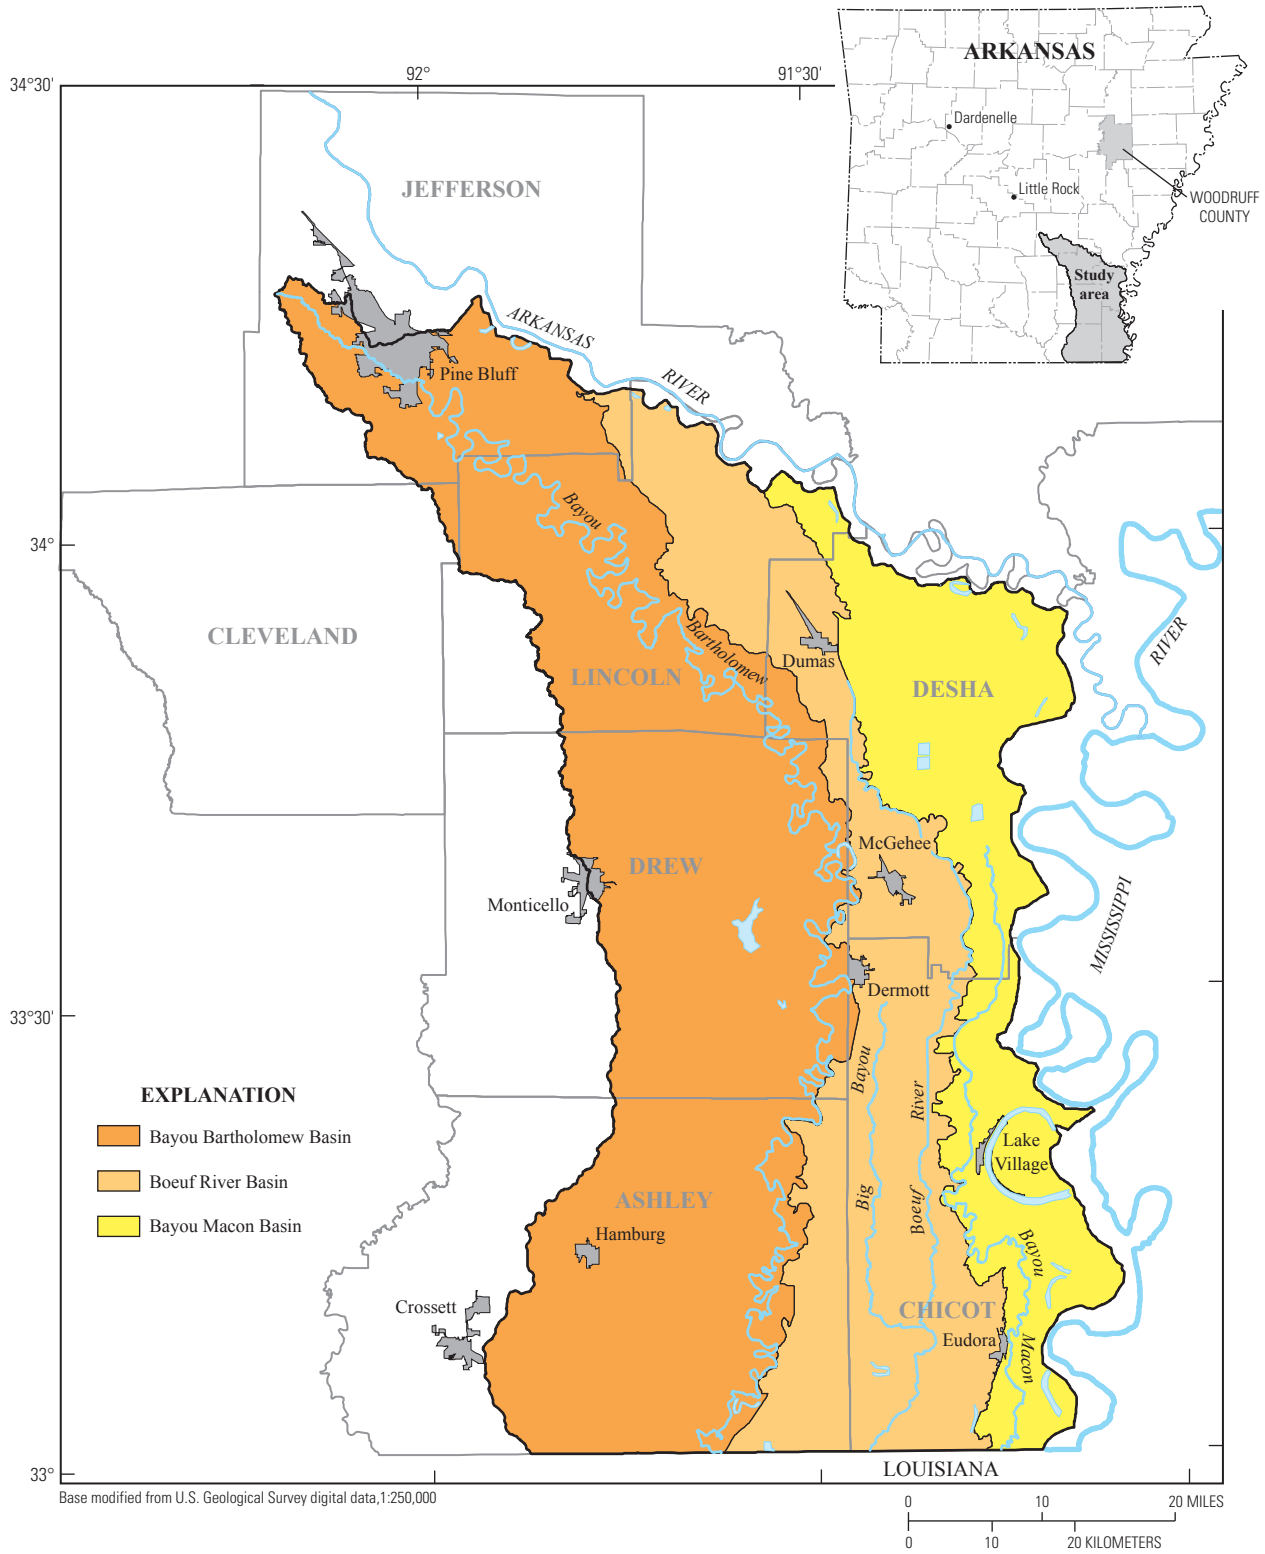 34°30'
92°
91°30'
ARKANSAS
Dardenelle
Little Rock
WOODRUFF
COUNTY
Study
area
JEFFERSON
ARKANSAS
RIVER
Pine Bluff
Bayou
34°
CLEVELAND
Bartholomew
LINCOLN
Dumas
DESHA
RIVER
McGehee
DREW
Monticello
MISSISSIPPI
Dermott
33°30'
Bayou
River
EXPLANATION
Bayou Bartholomew Basin
Boeuf River Basin
Bayou Macon Basin
Lake
Village
ASHLEY
Big
Boeuf
Hamburg
Bayou
Crossett
CHICOT
Eudora
Macon
33°
LOUISIANA
Base modified from U.S. Geological Survey digital data,1:250,000
0 10 20 MILES
0 10 20 KILOMETERS